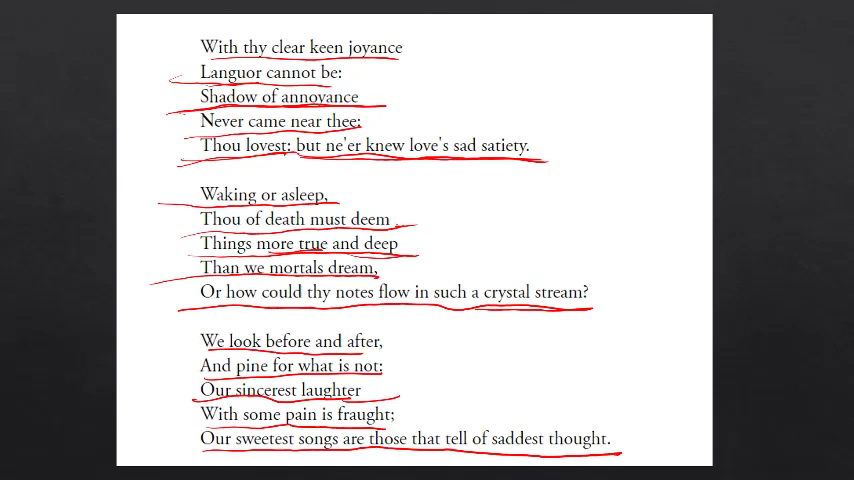 With thy clear keen joyance
Languor cannot be:
Shadow of annoyance
Never came near thee:
Thou lovest: but ne'er knew love's sad satiety.
Waking or asleep,
Thou of death must deem
Things more true and deep
Than we mortals dream,
Or how could thy notes flow in such a crystal stream?
We look before and after,
And pine for what is not:
Our sincerest laughter
With some pain is fraught;
Our sweetest songs are those that tell of saddest thought.